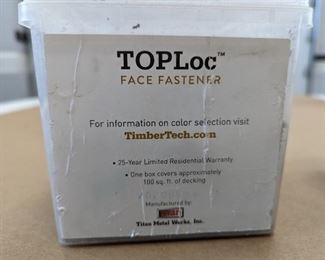 TOPLoc™
FACE FASTENER
For information on color selection visit
TimberTech.com
• 25-Year Limited Residential Warranty
• One box covers approximately
100 sq. ft. of decking
Manufactured by:
Titan Metal Werks, Inc.